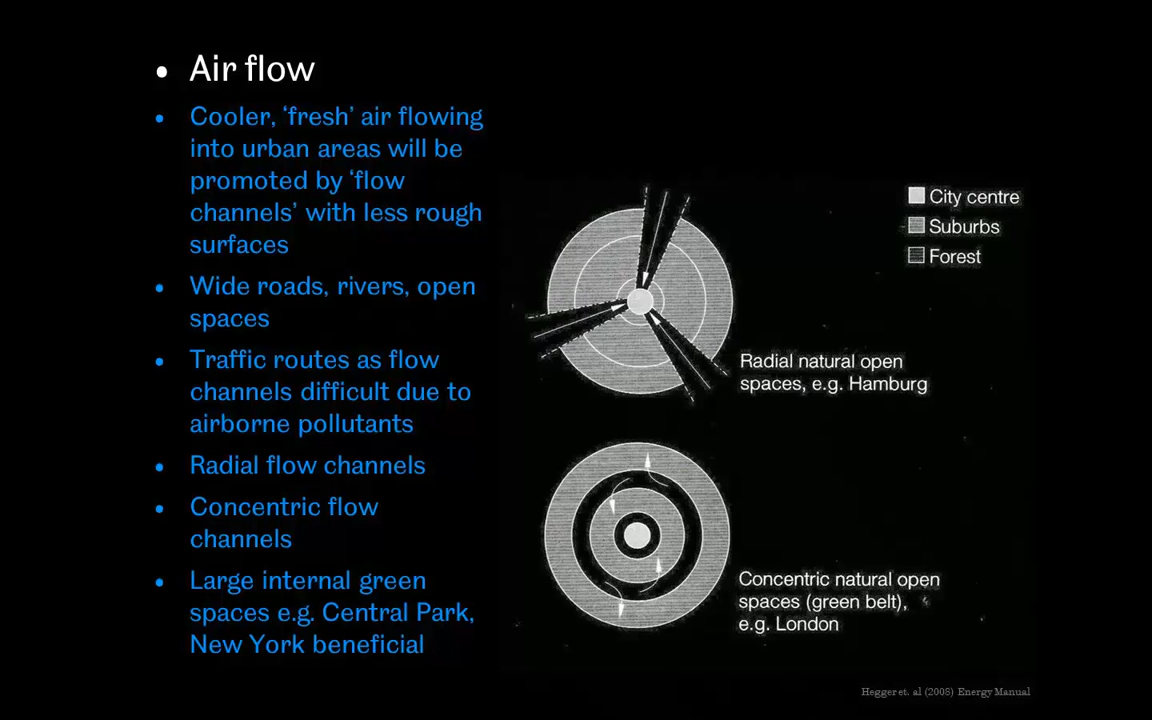 • Air flow
• Cooler, ‘fresh’ air flowing
into urban areas will be
promoted by ‘flow
channels’ with less rough
surfaces
• Wide roads, rivers, open
spaces
• Traffic routes as flow
channels difficult due to
airborne pollutants
• Radial flow channels
• Concentric flow
channels
• Large internal green
spaces e.g. Central Park,
New York beneficial
City centre
Suburbs
Forest
Radial natural open
spaces, e.g. Hamburg
Concentric natural open
spaces (green belt),
e.g. London
Hegger et. al (2008) Energy Manual